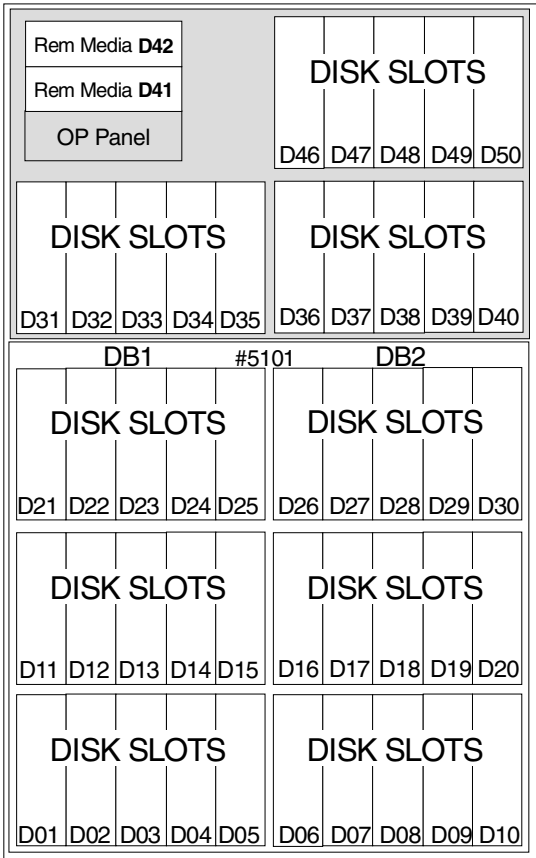 Rem Media D42
Rem Media D41
OP Panel
DISK SLOTS
D46 D47 D48 D49 D50
DISK SLOTS
D31 D32 D33 D34 D35
DISK SLOTS
D36 D37 D38 D39 D40
DB1 #5101 DB2
DISK SLOTS
D21 D22 D23 D24 D25
DISK SLOTS
D26 D27 D28 D29 D30
DISK SLOTS
D11 D12 D13 D14 D15
DISK SLOTS
D16 D17 D18 D19 D20
DISK SLOTS
D01 D02 D03 D04 D05
DISK SLOTS
D06 D07 D08 D09 D10